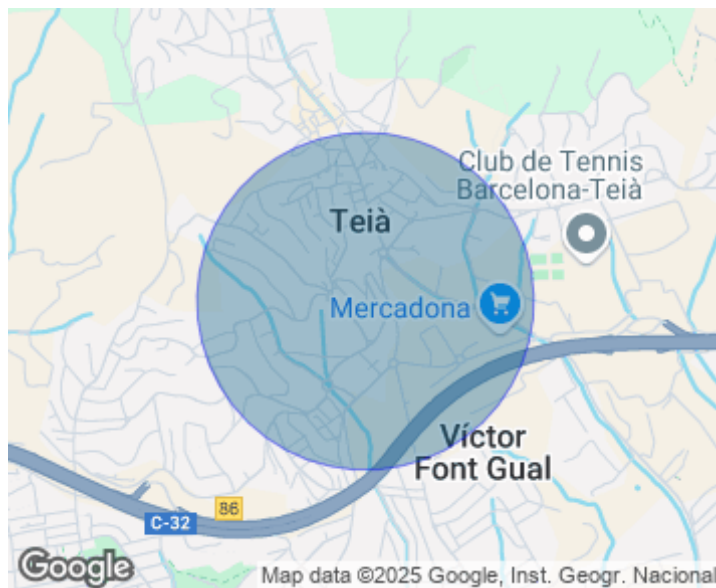 Club de Tennis
Barcelona-Teià
Teià
Mercadona
Víctor
Font Gual
86
C-32
Google
Map data ©2025 Google, Inst. Geogr. Nacional